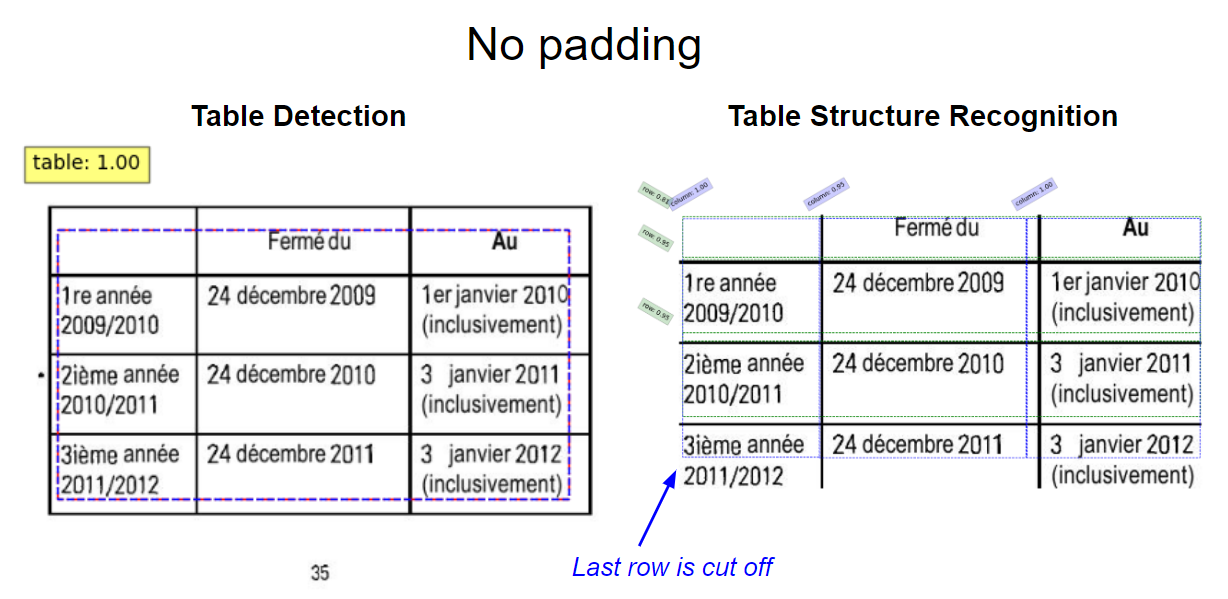 No padding
Table Detection
Table Structure Recognition
table: 1.00
row: 0.83
column: 1.00
column: 0.95
column: 1.00
row: 0.95
row: 0.95
Fermé du Au
1re année 24 décembre 2009 1er janvier 2010
2009/2010 (inclusivement)
2ième année 24 décembre 2010 3 janvier 2011
2010/2011 (inclusivement)
3ième année 24 décembre 2011 3 janvier 2012
2011/2012 (inclusivement)
35
Fermé du Au
1re année 24 décembre 2009 1er janvier 2010
2009/2010 (inclusivement)
2ième année 24 décembre 2010 3 janvier 2011
2010/2011 (inclusivement)
3ième année 24 décembre 2011 3 janvier 2012
2011/2012 (inclusivement)
Last row is cut off